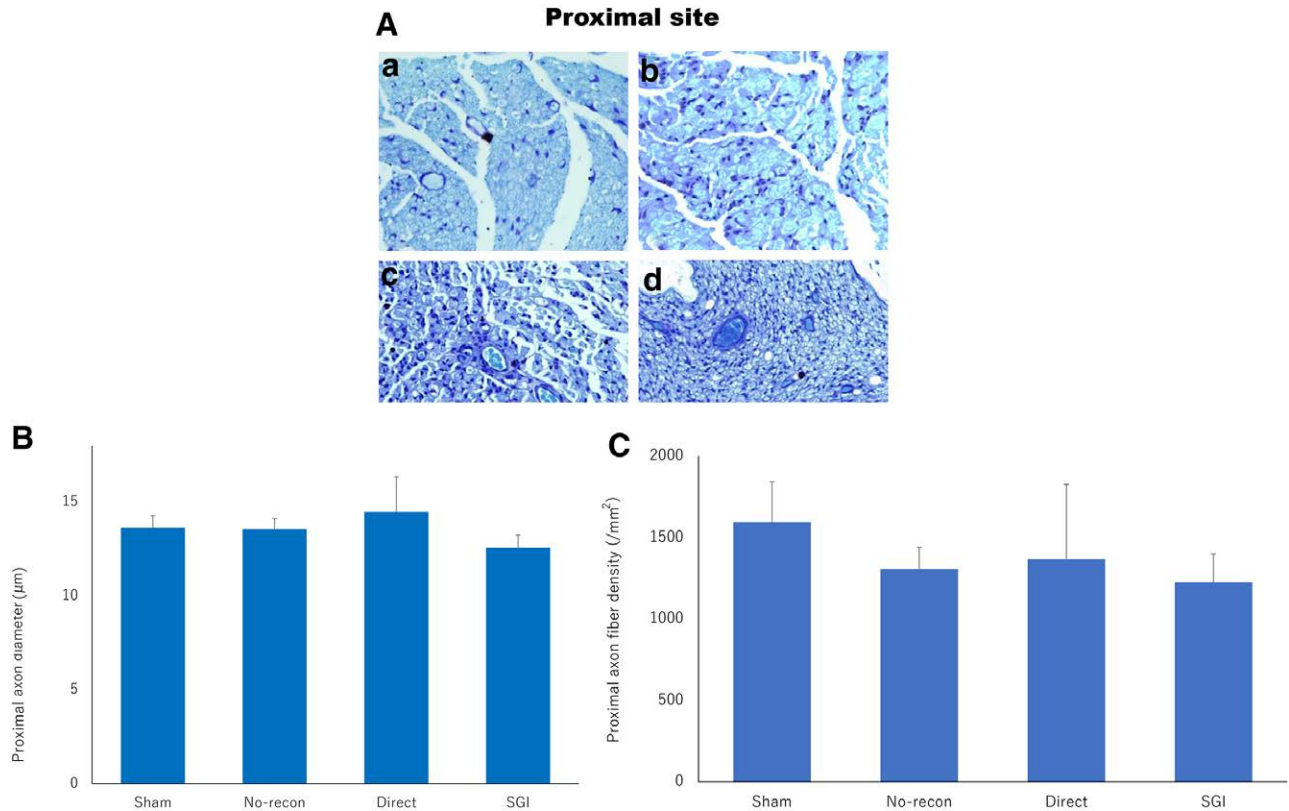 Proximal site
A
a
b
c
d
B
Proximal axon diameter (μm)
15
10
5
0
Sham No-recon Direct SGI
C
Proximal axon fiber density (/mm²)
2000
1500
1000
500
0
Sham No-recon Direct SGI